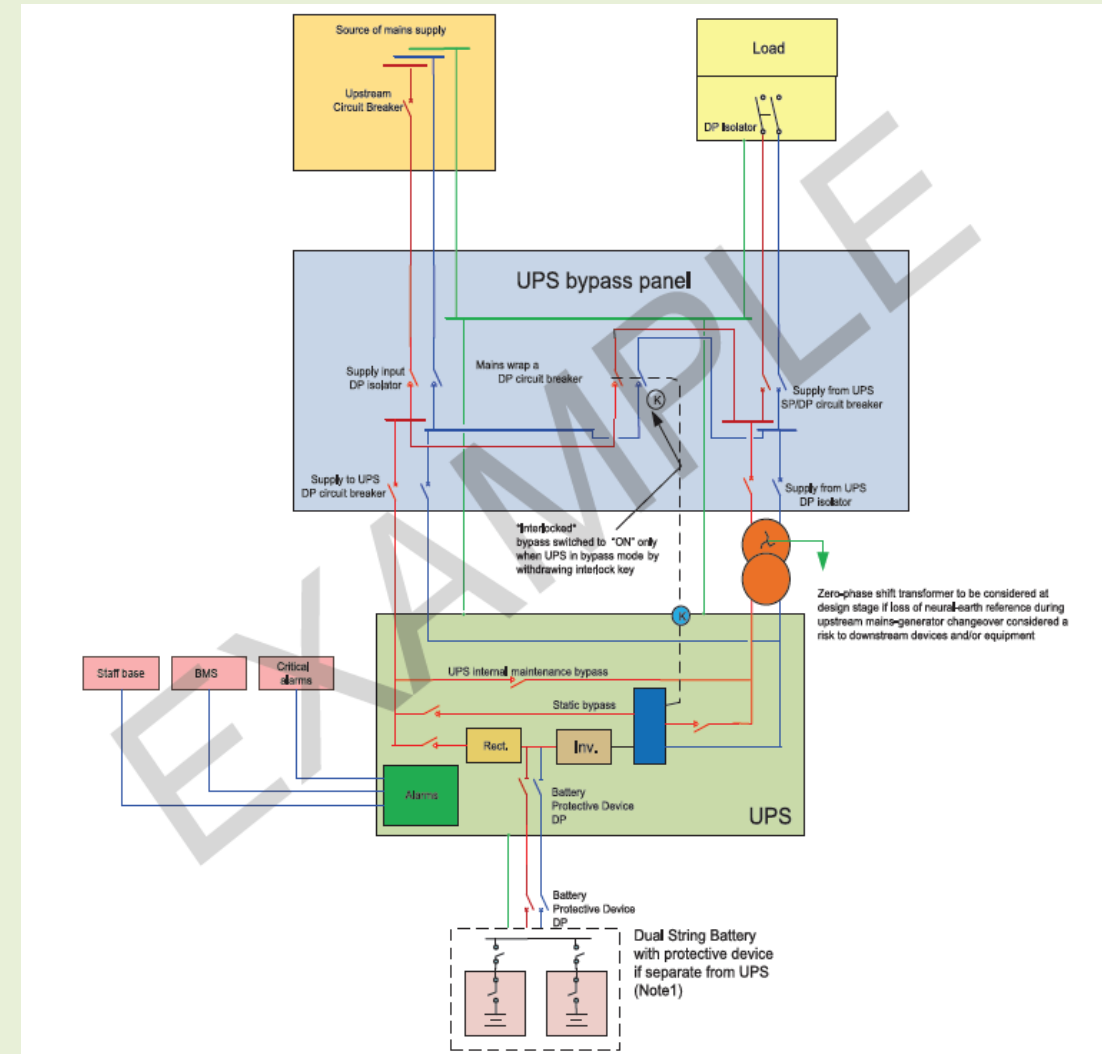 Source of mains supply
Upstream
Circuit Breaker
Load
DP Isolator
UPS bypass panel
Supply input
DP isolator
Mains wrap a
DP circuit breaker
K
Supply from UPS
SP/DP circuit breaker
Supply to UPS
DP circuit breaker
Supply from UPS
DP isolator
"Interlocked"
bypass switched to "ON" only
when UPS in bypass mode by
withdrawing interlock key
Zero-phase shift transformer to be considered at
design stage if loss of neural-earth reference during
upstream mains-generator changeover considered a
risk to downstream devices and/or equipment
K
Staff base
BMS
Critical
alarms
UPS internal maintenance bypass
Static bypass
Rect.
Inv.
Alarms
Battery
Protective Device
DP
UPS
Battery
Protective Device
DP
Dual String Battery
with protective device
if separate from UPS
(Note1)
EXAMPLE